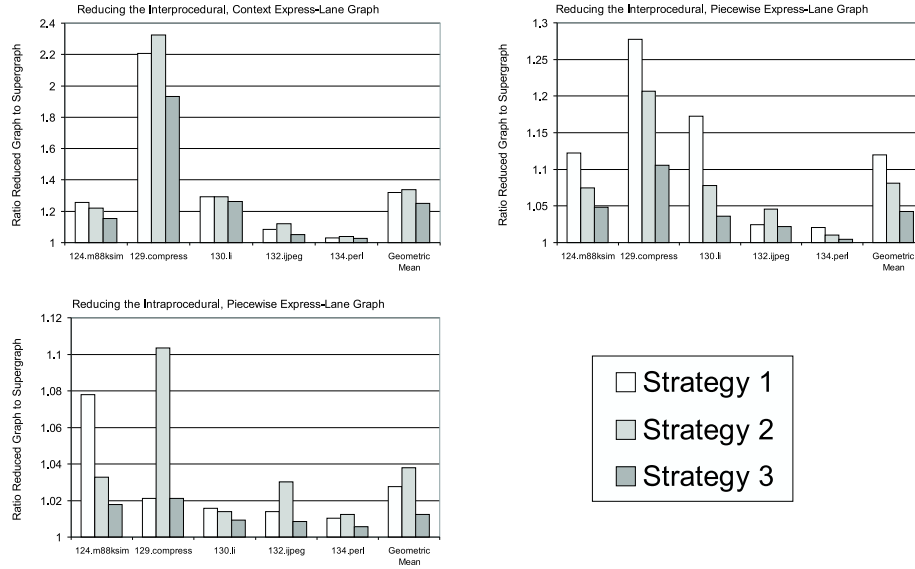 Reducing the Interprocedural, Context Express-Lane Graph
Ratio Reduced Graph to Supergraph
2.4
2.2
2
1.8
1.6
1.4
1.2
1
124.m88ksim 129.compress 130.li 132.ijpeg 134.perl Geometric
Mean
Reducing the Interprocedural, Piecewise Express-Lane Graph
Ratio Reduced Graph to Supergraph
1.3
1.25
1.2
1.15
1.1
1.05
1
124.m88ksim 129.compress 130.li 132.ijpeg 134.perl Geometric
Mean
Reducing the Intraprocedural, Piecewise Express-Lane Graph
Ratio Reduced Graph to Supergraph
1.12
1.1
1.08
1.06
1.04
1.02
1
124.m88ksim 129.compress 130.li 132.ijpeg 134.perl Geometric
Mean
Strategy 1
Strategy 2
Strategy 3